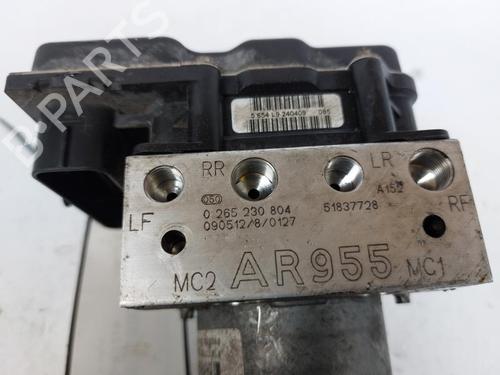 B-PARTS
5 654 L9 240409 085
RR
LR
A152
0 265 230 804
51837728
LF
RF
090512/8/0127
MC2
AR955
MC1